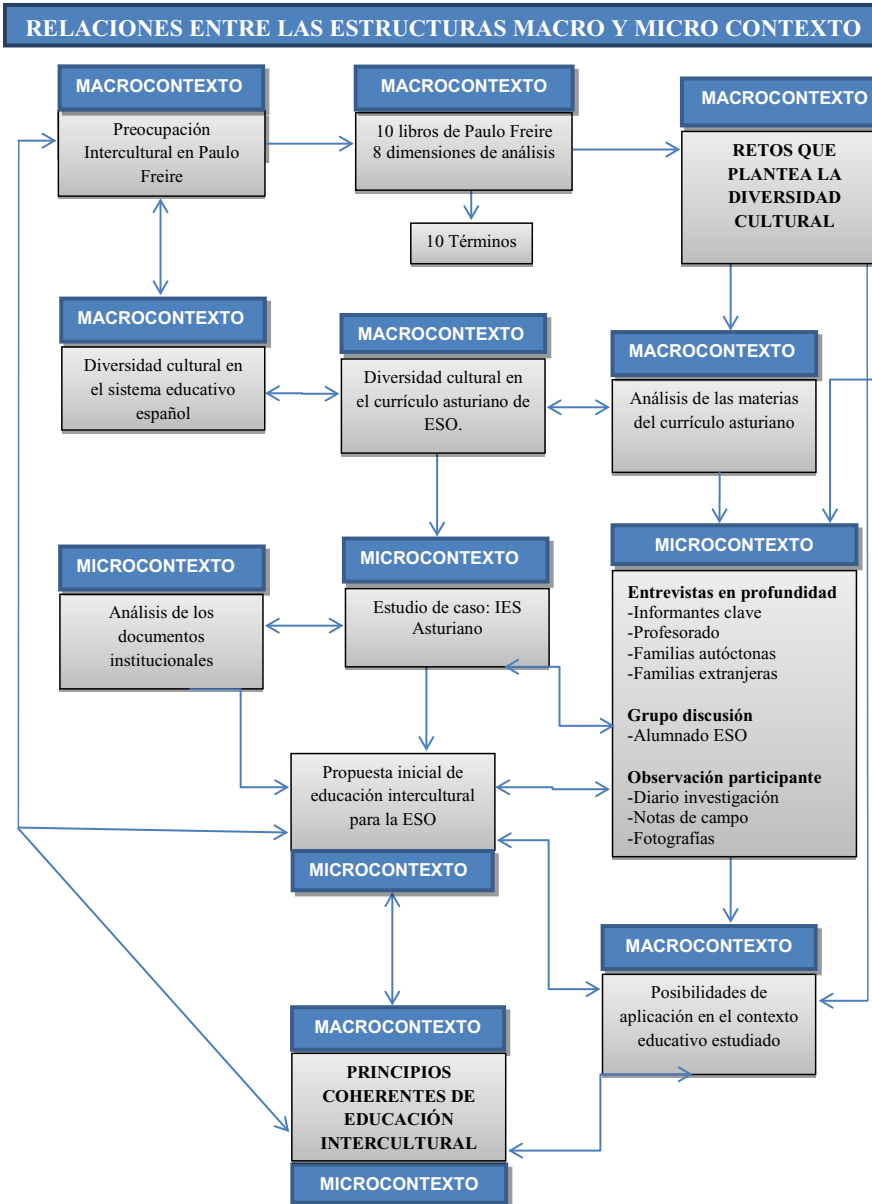 RELACIONES ENTRE LAS ESTRUCTURAS MACRO Y MICRO CONTEXTO
MACROCONTEXTO
Preocupación
Intercultural en Paulo
Freire
MACROCONTEXTO
10 libros de Paulo Freire
8 dimensiones de análisis
10 Términos
MACROCONTEXTO
RETOS QUE
PLANTEA LA
DIVERSIDAD
CULTURAL
MACROCONTEXTO
Diversidad cultural en
el sistema educativo
español
MACROCONTEXTO
Diversidad cultural en
el currículo asturiano de
ESO.
MACROCONTEXTO
Análisis de las materias
del currículo asturiano
MICROCONTEXTO
Análisis de los
documentos
institucionales
MICROCONTEXTO
Estudio de caso: IES
Asturiano
MICROCONTEXTO
Entrevistas en profundidad
-Informantes clave
-Profesorado
-Familias autóctonas
-Familias extranjeras
Grupo discusión
-Alumnado ESO
Observación participante
-Diario investigación
-Notas de campo
-Fotografías
Propuesta inicial de
educación intercultural
para la ESO
MICROCONTEXTO
MACROCONTEXTO
Posibilidades de
aplicación en el contexto
educativo estudiado
MACROCONTEXTO
PRINCIPIOS
COHERENTES DE
EDUCACIÓN
INTERCULTURAL
MICROCONTEXTO